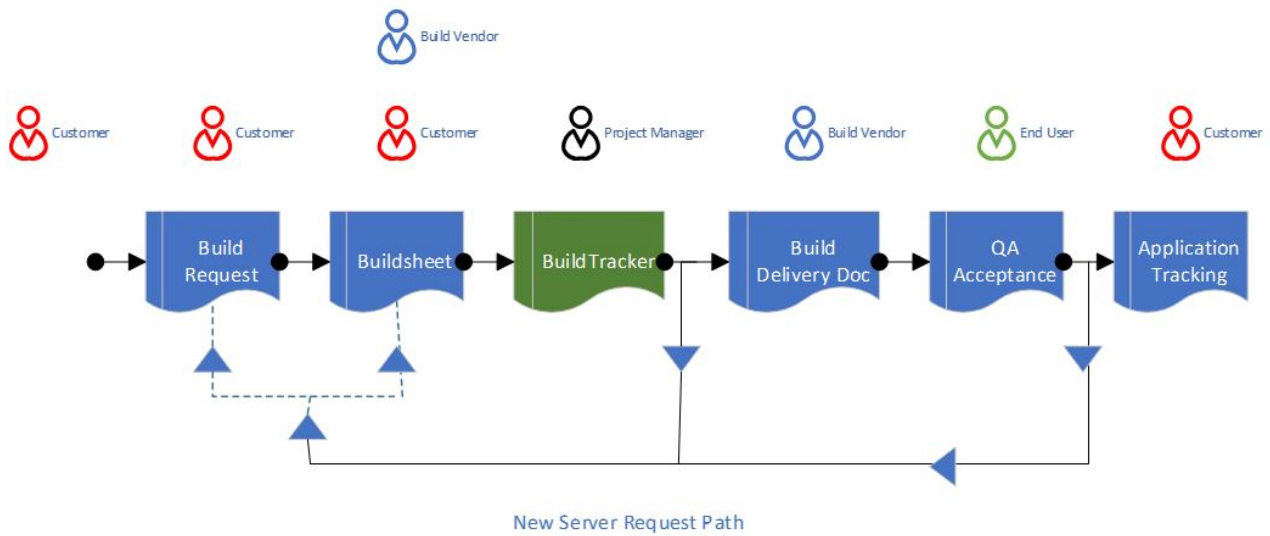 Build Vendor
Customer
Customer
Customer
Project Manager
Build Vendor
End User
Customer
Build
Request
Buildsheet
BuildTracker
Build
Delivery Doc
QA
Acceptance
Application
Tracking
New Server Request Path